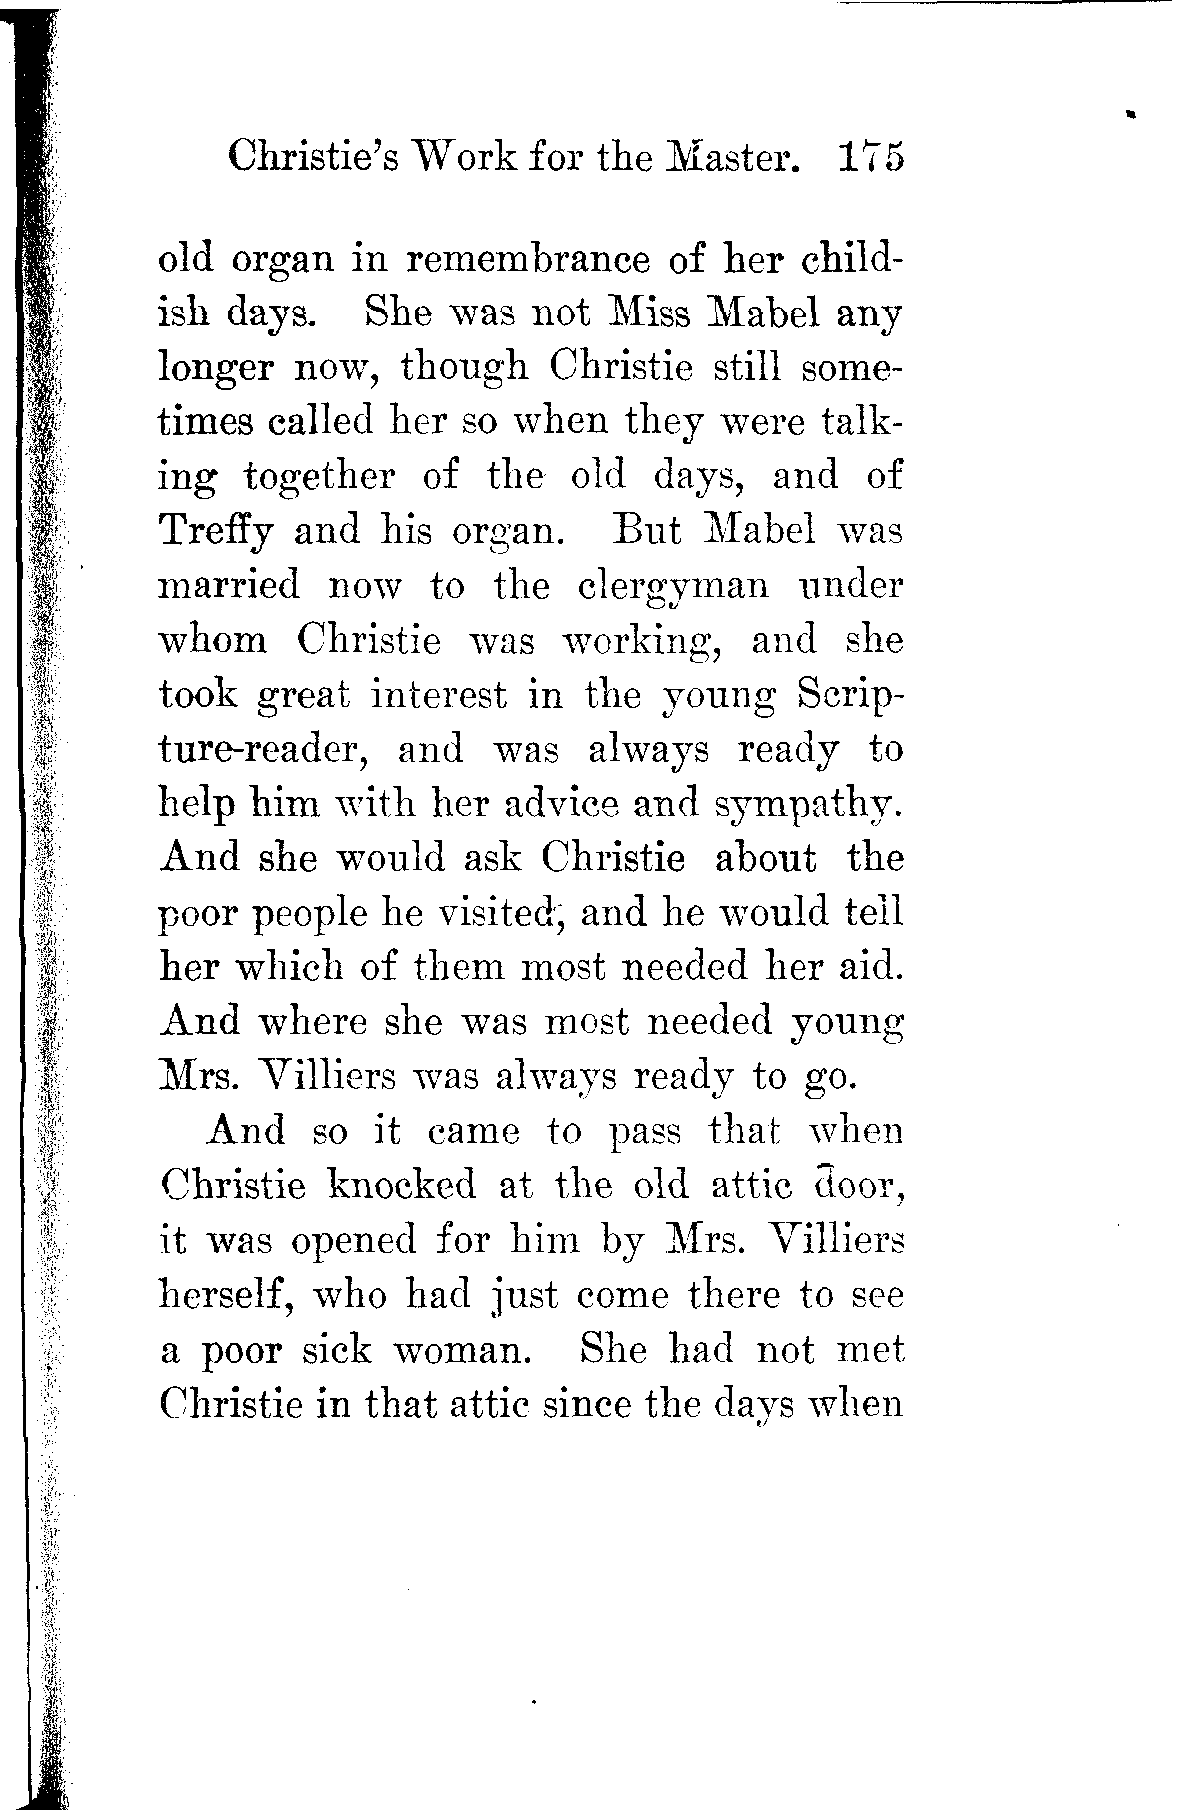 Christie's Work for the Master. 175
old organ in remembrance of her child-
ish days. She was not Miss Mabel any
longer now, though Christie still some-
times called her so when they were talk-
ing together of the old days, and of
Treffy and his organ. But Mabel was
married now to the clergyman under
whom Christie was working, and she
took great interest in the young Scrip-
ture-reader, and was always ready to
help him with her advice and sympathy.
And she would ask Christie about the
poor people he visited, and he would tell
her which of them most needed her aid.
And where she was most needed young
Mrs. Villiers was always ready to go.
And so it came to pass that when
Christie knocked at the old attic door,
it was opened for him by Mrs. Villiers
herself, who had just come there to see
a poor sick woman. She had not met
Christie in that attic since the days when